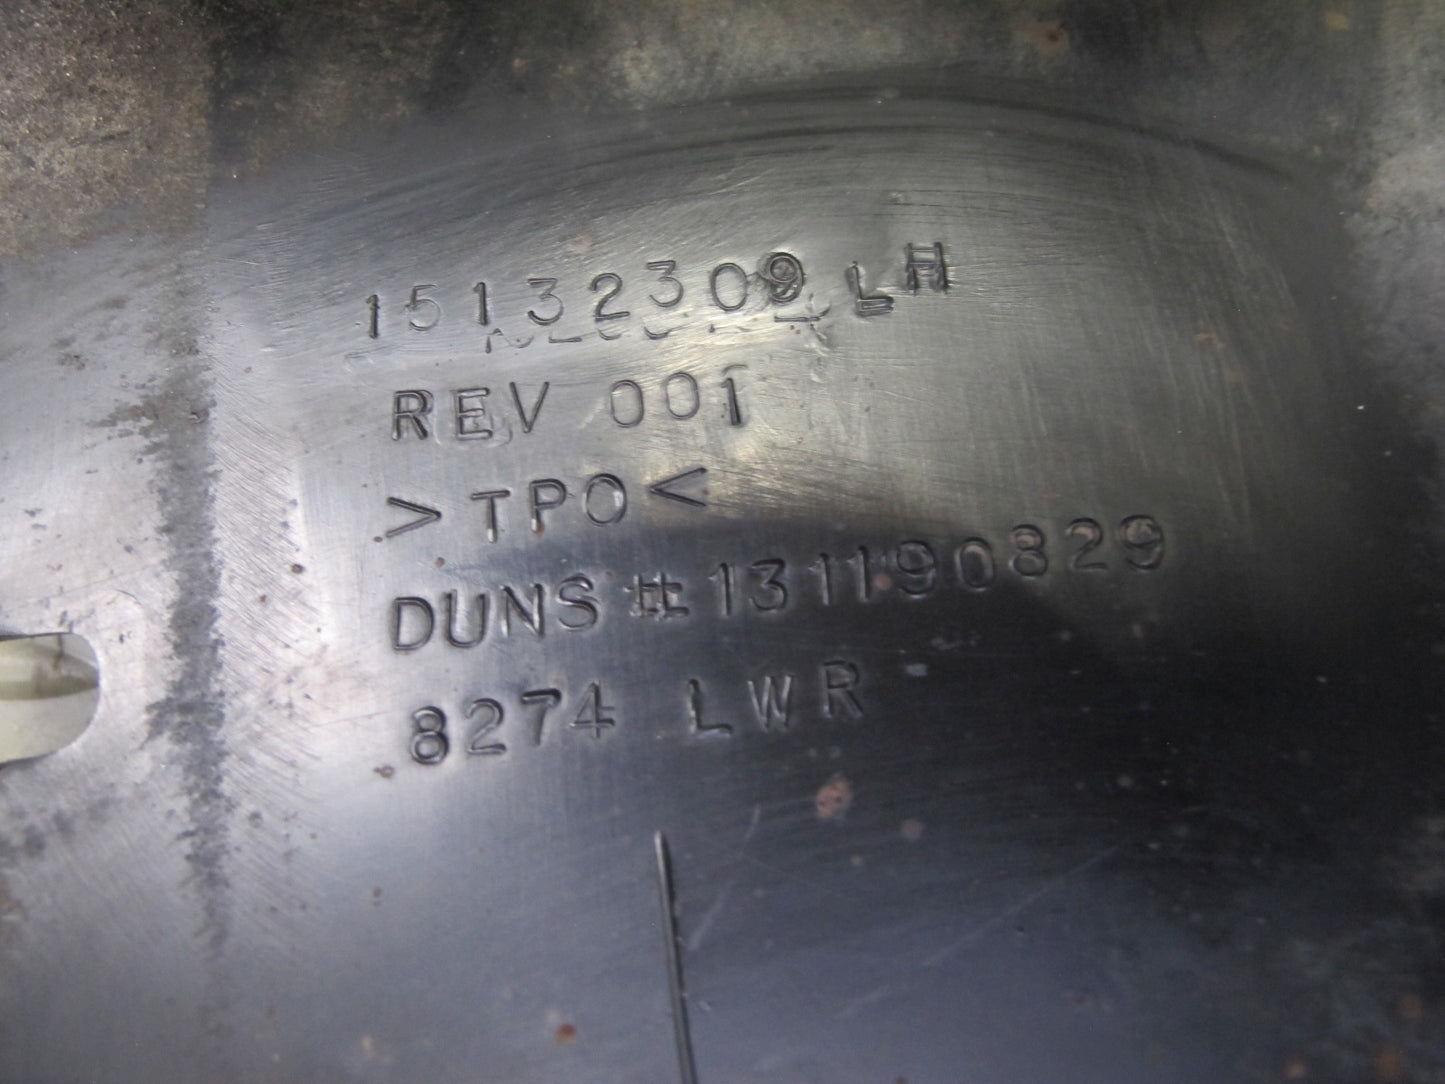 15132309 LH
REV 001
>TPO<
DUNS #131190829
8274 LWR